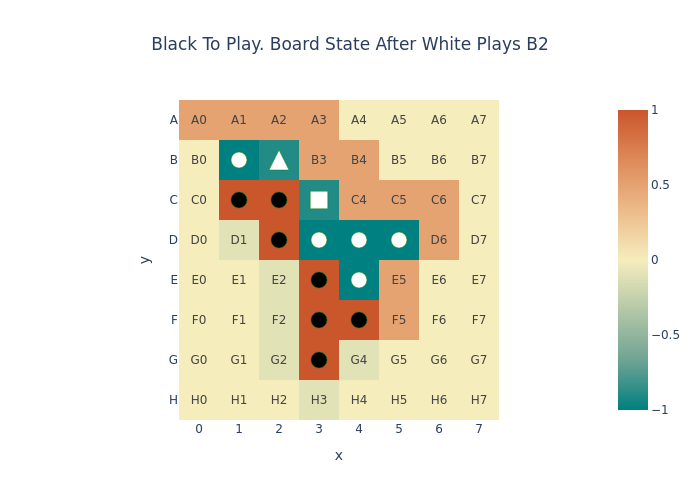 Black To Play. Board State After White Plays B2
A A0 A1 A2 A3 A4 A5 A6 A7
B B0 B3 B4 B5 B6 B7
C C0 C4 C5 C6 C7
D D0 D1 D6 D7
E E0 E1 E2 E5 E6 E7
F F0 F1 F2 F5 F6 F7
G G0 G1 G2 G4 G5 G6 G7
H H0 H1 H2 H3 H4 H5 H6 H7
0 1 2 3 4 5 6 7
x
y
1
0.5
0
−0.5
−1